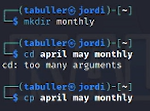 (tabuller㉿jordi)-[~]
$ mkdir monthly
(tabuller㉿jordi)-[~]
$ cd april may monthly
cd: too many arguments
(tabuller㉿jordi)-[~]
$ cp april may monthly